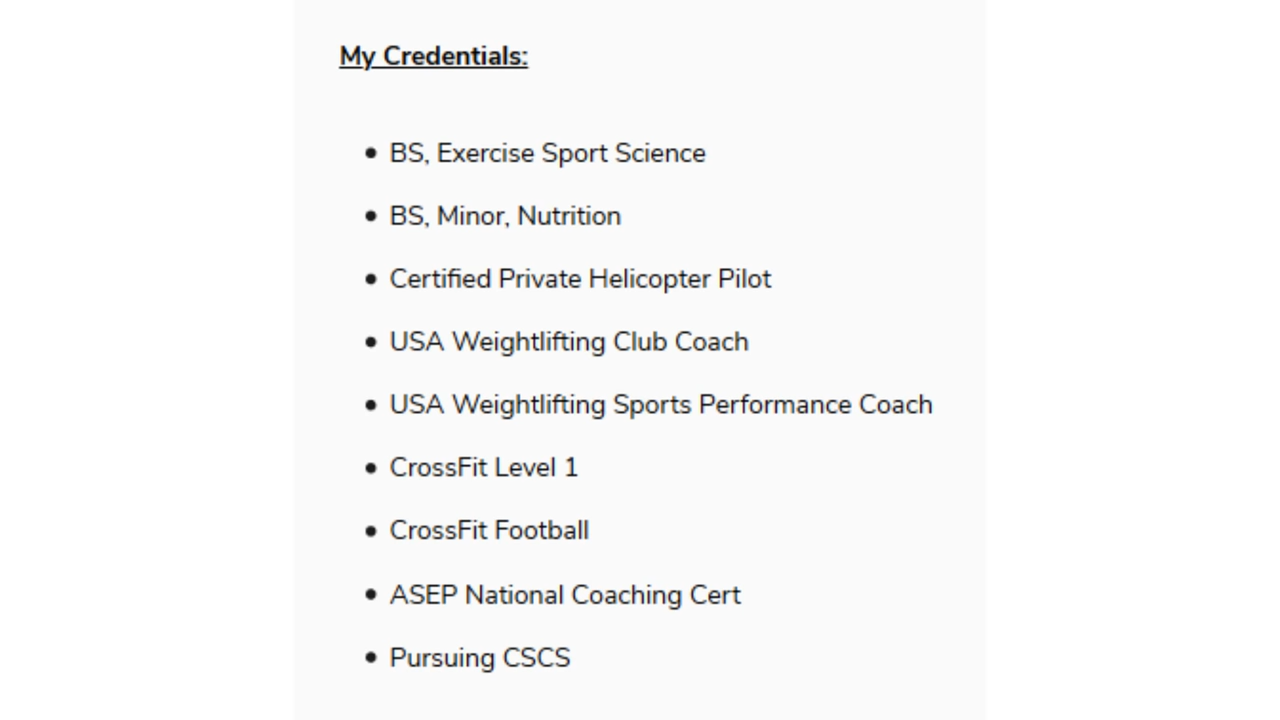 My Credentials:
BS, Exercise Sport Science
BS, Minor, Nutrition
Certified Private Helicopter Pilot
USA Weightlifting Club Coach
USA Weightlifting Sports Performance Coach
CrossFit Level 1
CrossFit Football
ASEP National Coaching Cert
Pursuing CSCS